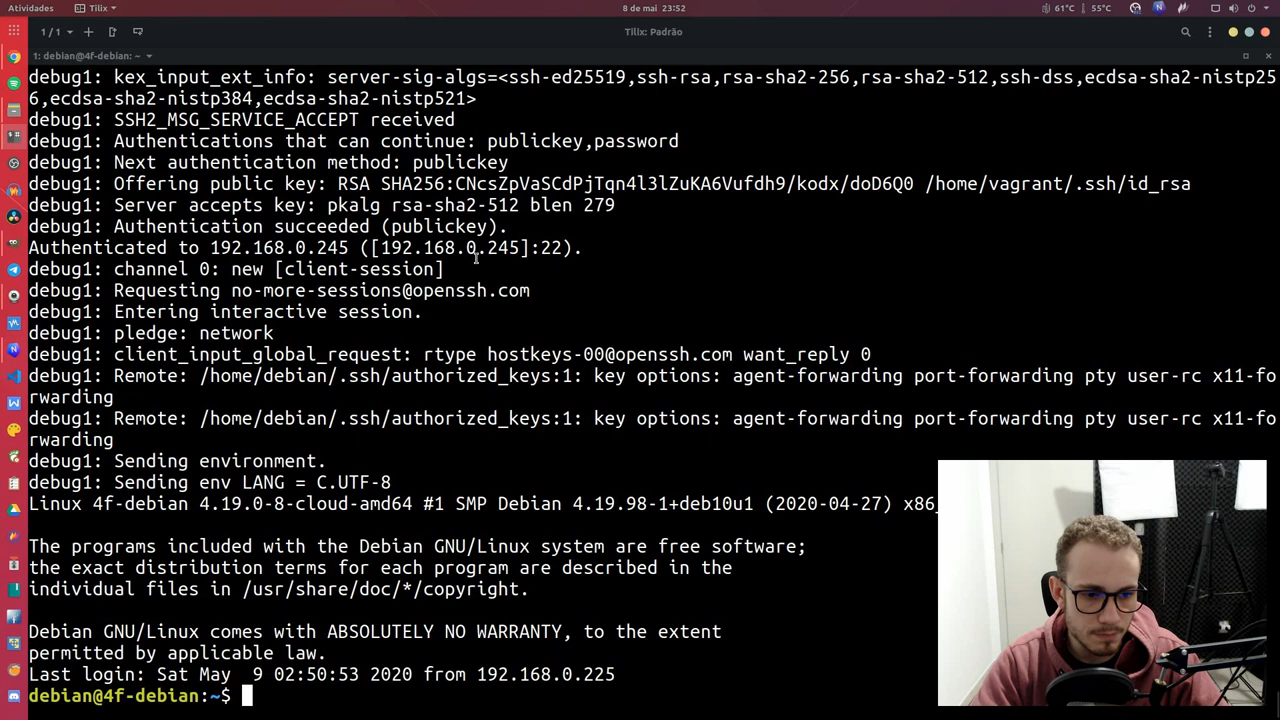 Atividades
Tilix
8 de mai 23:52
61°C
55°C
1 / 1
Tilix: Padrão
1: debian@4f-debian: ~
debug1: kex_input_ext_info: server-sig-algs=<ssh-ed25519,ssh-rsa,rsa-sha2-256,rsa-sha2-512,ssh-dss,ecdsa-sha2-nistp25
6,ecdsa-sha2-nistp384,ecdsa-sha2-nistp521>
debug1: SSH2_MSG_SERVICE_ACCEPT received
debug1: Authentications that can continue: publickey,password
debug1: Next authentication method: publickey
debug1: Offering public key: RSA SHA256:CNcsZpVaSCdPjTqn4l3lZuKA6Vufdh9/kodx/doD6Q0 /home/vagrant/.ssh/id_rsa
debug1: Server accepts key: pkalg rsa-sha2-512 blen 279
debug1: Authentication succeeded (publickey).
Authenticated to 192.168.0.245 ([192.168.0.245]:22).
debug1: channel 0: new [client-session]
debug1: Requesting no-more-sessions@openssh.com
debug1: Entering interactive session.
debug1: pledge: network
debug1: client_input_global_request: rtype hostkeys-00@openssh.com want_reply 0
debug1: Remote: /home/debian/.ssh/authorized_keys:1: key options: agent-forwarding port-forwarding pty user-rc x11-fo
rwarding
debug1: Remote: /home/debian/.ssh/authorized_keys:1: key options: agent-forwarding port-forwarding pty user-rc x11-fo
rwarding
debug1: Sending environment.
debug1: Sending env LANG = C.UTF-8
Linux 4f-debian 4.19.0-8-cloud-amd64 #1 SMP Debian 4.19.98-1+deb10u1 (2020-04-27) x86_
The programs included with the Debian GNU/Linux system are free software;
the exact distribution terms for each program are described in the
individual files in /usr/share/doc/*/copyright.
Debian GNU/Linux comes with ABSOLUTELY NO WARRANTY, to the extent
permitted by applicable law.
Last login: Sat May  9 02:50:53 2020 from 192.168.0.225
debian@4f-debian:~$